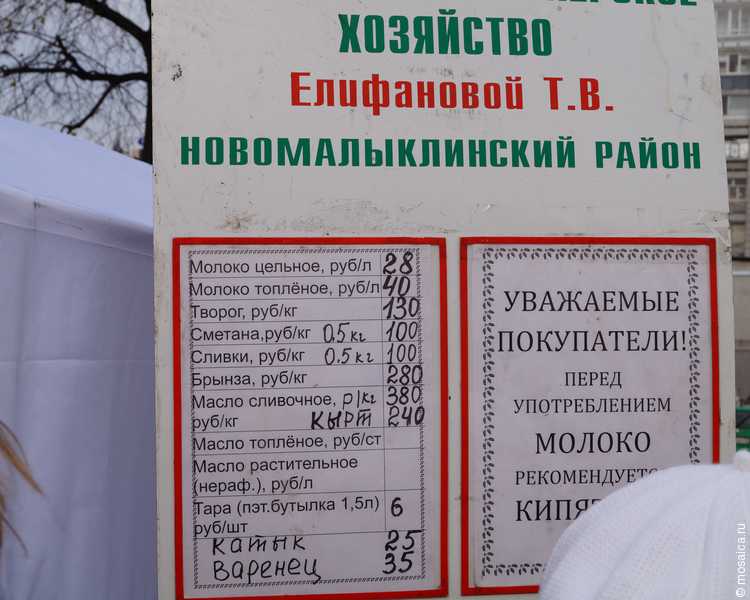 ХОЗЯЙСТВО
Елифановой Т.В.
НОВОМАЛЫКЛИНСКИЙ РАЙОН
Молоко цельное, руб/л 28
Молоко топлёное, руб/л 40
Творог, руб/кг 130
Сметана,руб/кг 0.5 кг 100
Сливки, руб/кг 0.5 кг 100
Брынза, руб/кг 280
Масло сливочное, р/кг 380
руб/кг КЫРТ 240
Масло топлёное, руб/ст
Масло растительное
(нераф.), руб/л
Тара (пэт.бутылка 1,5л) 6
руб/шт
Катык 25
Варенец 35
УВАЖАЕМЫЕ
ПОКУПАТЕЛИ!
ПЕРЕД
УПОТРЕБЛЕНИЕМ
МОЛОКО
РЕКОМЕНДУЕТС
КИПЯТ
© mosaica.ru